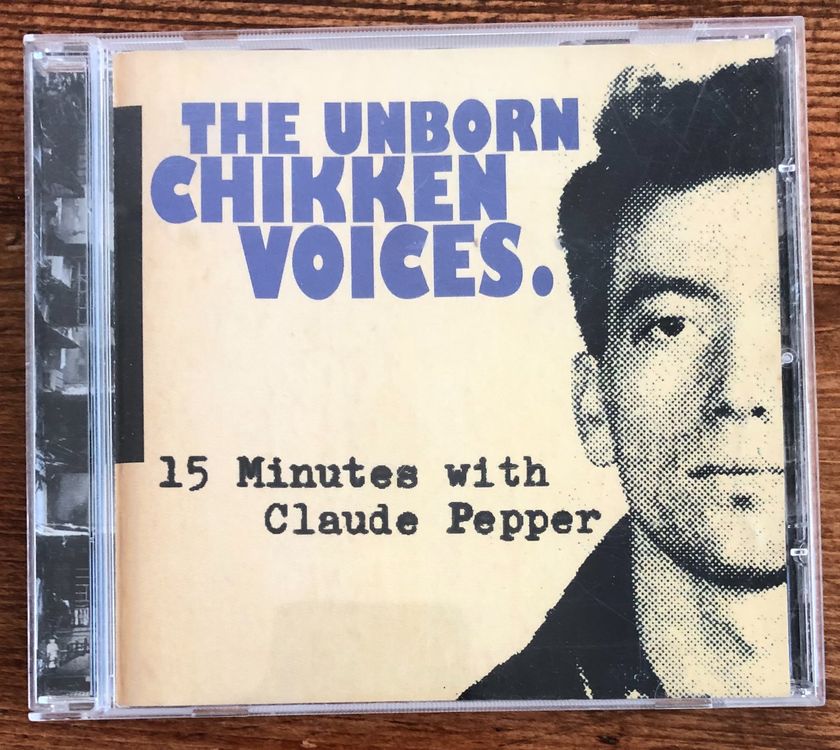 THE UNBORN
CHIKKEN
VOICES.
15 Minutes with
Claude Pepper